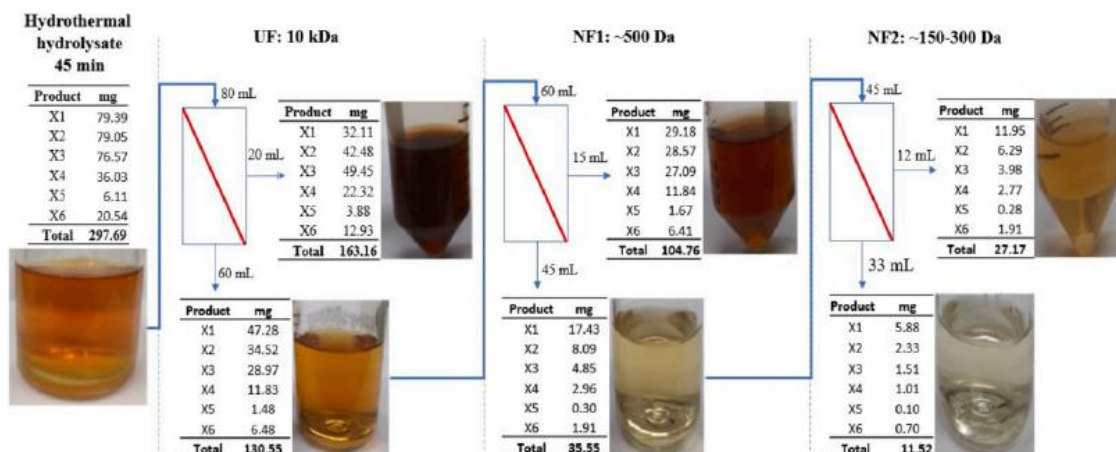 Hydrothermal
hydrolysate
45 min
Product mg
X1 79.39
X2 79.05
X3 76.57
X4 36.03
X5 6.11
X6 20.54
Total 297.69
UF: 10 kDa
80 mL
20 mL
60 mL
Product mg
X1 32.11
X2 42.48
X3 49.45
X4 22.32
X5 3.88
X6 12.93
Total 163.16
Product mg
X1 47.28
X2 34.52
X3 28.97
X4 11.83
X5 1.48
X6 6.48
Total 130.55
NF1: ~500 Da
60 mL
15 mL
45 mL
Product mg
X1 29.18
X2 28.57
X3 27.09
X4 11.84
X5 1.67
X6 6.41
Total 104.76
Product mg
X1 17.43
X2 8.09
X3 4.85
X4 2.96
X5 0.30
X6 1.91
Total 35.55
NF2: ~150-300 Da
45 mL
12 mL
33 mL
Product mg
X1 11.95
X2 6.29
X3 3.98
X4 2.77
X5 0.28
X6 1.91
Total 27.17
Product mg
X1 5.88
X2 2.33
X3 1.51
X4 1.01
X5 0.10
X6 0.70
Total 11.52